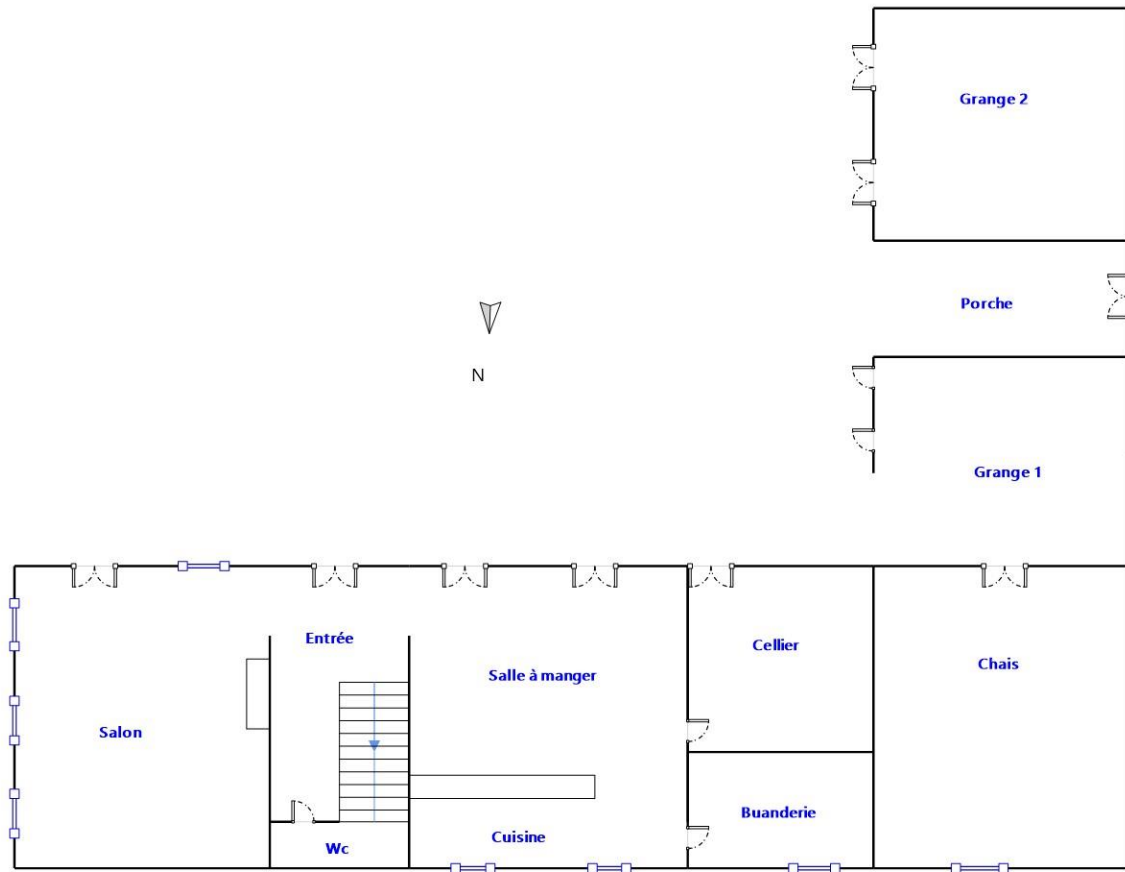 Grange 2
Porche
N
Grange 1
Entrée
Cellier
Chais
Salle à manger
Salon
Buanderie
Cuisine
Wc